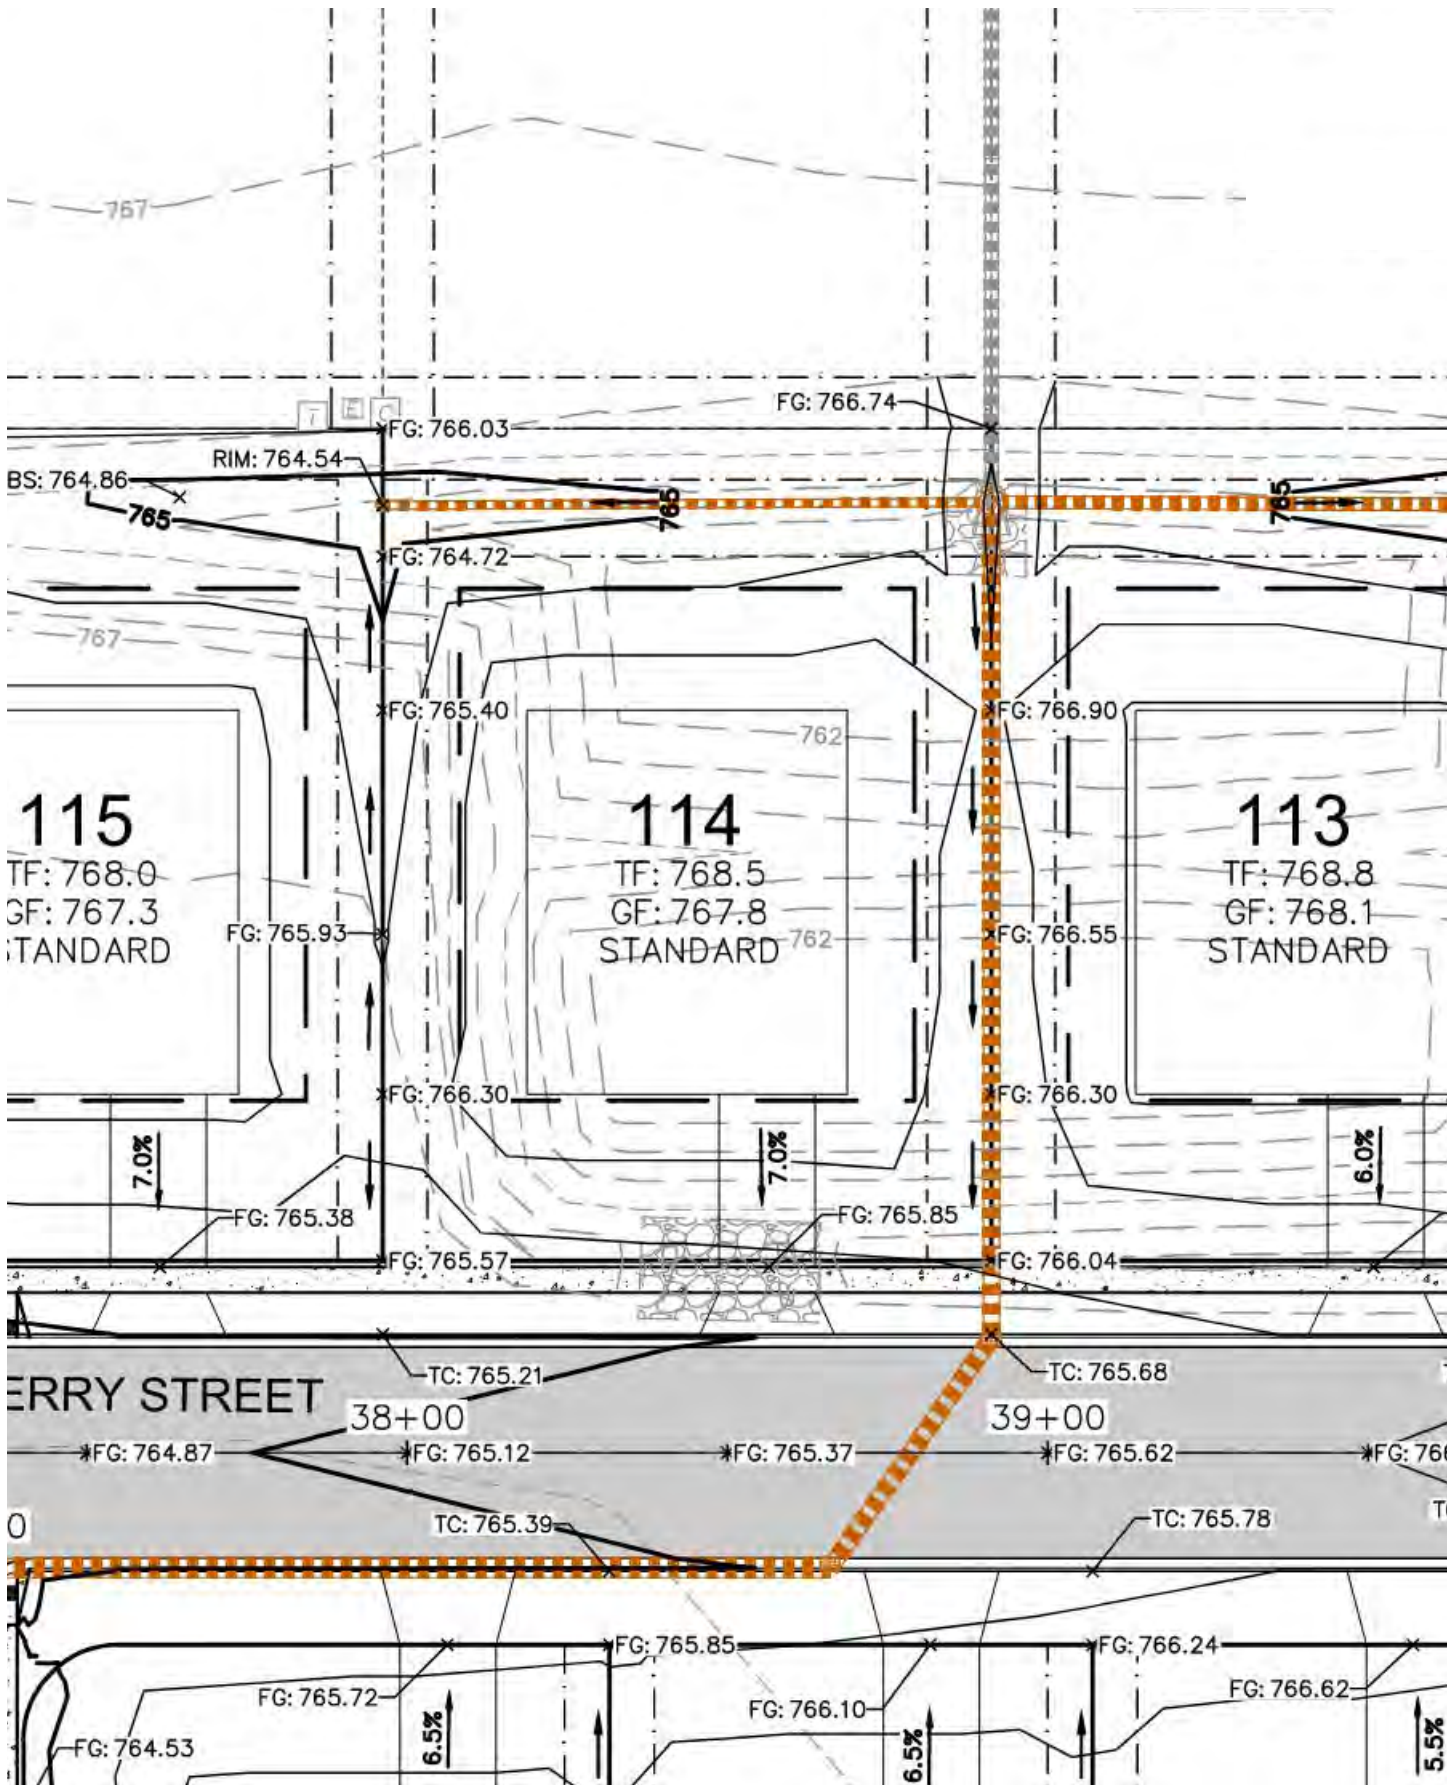 767
FG: 766.74
T
E
C
FG: 766.03
RIM: 764.54
BS: 764.86
765
765
765
FG: 764.72
767
FG: 765.40
FG: 766.90
762
115
TF: 768.0
GF: 767.3
STANDARD
114
TF: 768.5
GF: 767.8
STANDARD
113
TF: 768.8
GF: 768.1
STANDARD
FG: 765.93
762
FG: 766.55
FG: 766.30
FG: 766.30
7.0%
7.0%
6.0%
FG: 765.38
FG: 765.85
FG: 765.57
FG: 766.04
TC: 765.21
TC: 765.68
ERRY STREET
38+00
39+00
FG: 764.87
FG: 765.12
FG: 765.37
FG: 765.62
FG: 766
TC: 765.39
TC: 765.78
0
FG: 765.85
FG: 766.24
FG: 765.72
FG: 766.10
FG: 766.62
6.5%
6.5%
5.5%
FG: 764.53